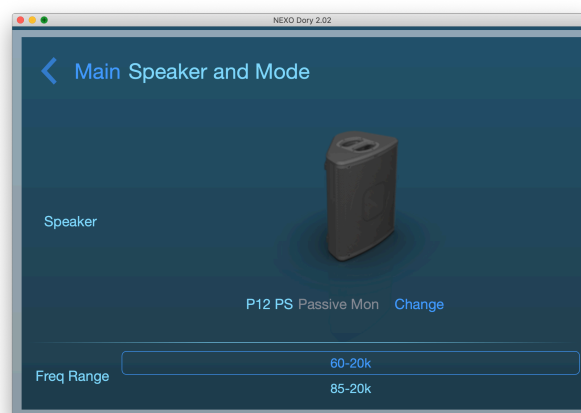 NEXO Dory 2.02
Main Speaker and Mode
Speaker
P12 PS Passive Mon Change
Freq Range
60-20k
85-20k